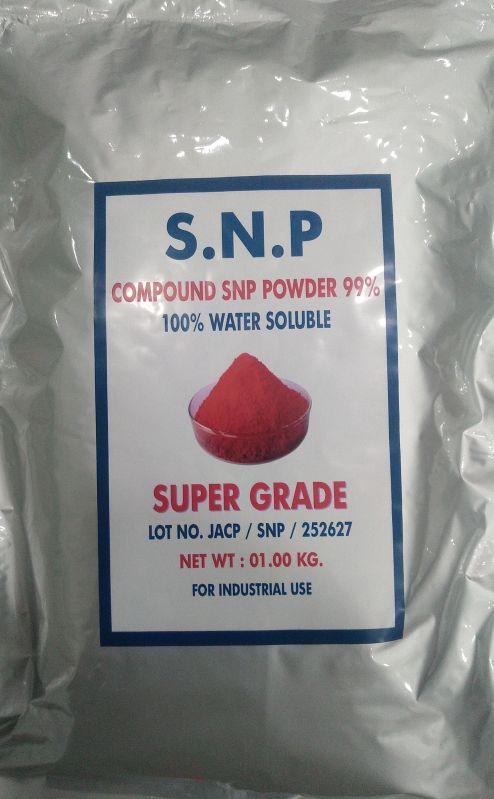 S.N.P
COMPOUND SNP POWDER 99%
100% WATER SOLUBLE
SUPER GRADE
LOT NO. JACP / SNP / 252627
NET WT : 01.00 KG.
FOR INDUSTRIAL USE